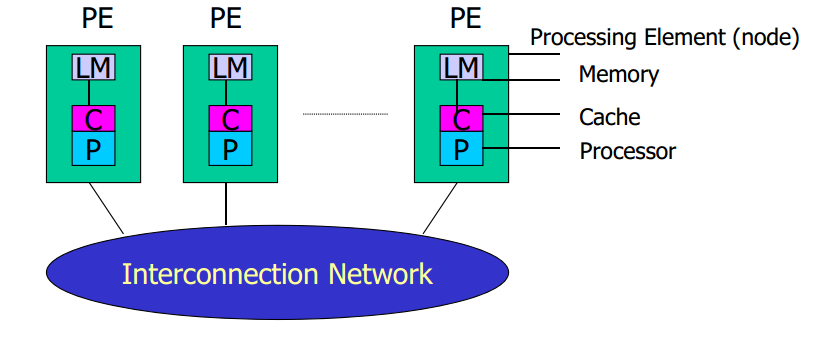 PE
PE
PE
Processing Element (node)
LM
LM
LM
Memory
C
C
C
Cache
P
P
P
Processor
Interconnection Network